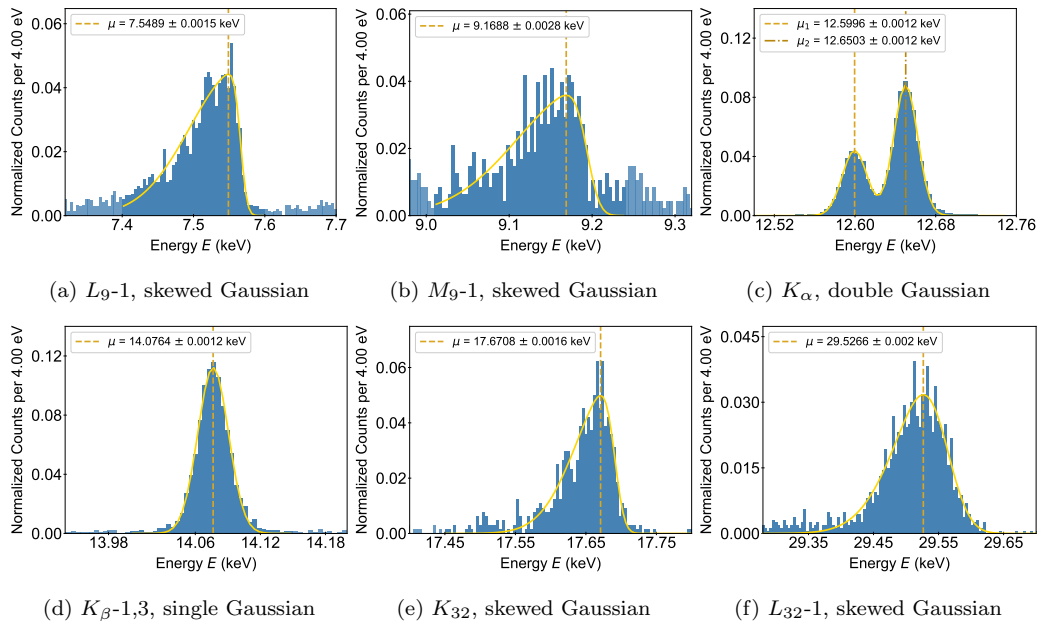 μ = 7.5489 ± 0.0015 keV
Normalized Counts per 4.00 eV
0.06
0.04
0.02
0.00
7.4 7.5 7.6 7.7
Energy E (keV)
(a) L9-1, skewed Gaussian
μ = 9.1688 ± 0.0028 keV
Normalized Counts per 4.00 eV
0.06
0.04
0.02
0.00
9.0 9.1 9.2 9.3
Energy E (keV)
(b) M9-1, skewed Gaussian
μ1 = 12.5996 ± 0.0012 keV
μ2 = 12.6503 ± 0.0012 keV
Normalized Counts per 4.00 eV
0.12
0.08
0.04
0.00
12.52 12.60 12.68 12.76
Energy E (keV)
(c) Kα, double Gaussian
μ = 14.0764 ± 0.0012 keV
Normalized Counts per 4.00 eV
0.12
0.08
0.04
0.00
13.98 14.06 14.12 14.18
Energy E (keV)
(d) Kβ-1,3, single Gaussian
μ = 17.6708 ± 0.0016 keV
Normalized Counts per 4.00 eV
0.06
0.04
0.02
0.00
17.45 17.55 17.65 17.75
Energy E (keV)
(e) K32, skewed Gaussian
μ = 29.5266 ± 0.002 keV
Normalized Counts per 4.00 eV
0.045
0.030
0.015
0.000
29.35 29.45 29.55 29.65
Energy E (keV)
(f) L32-1, skewed Gaussian